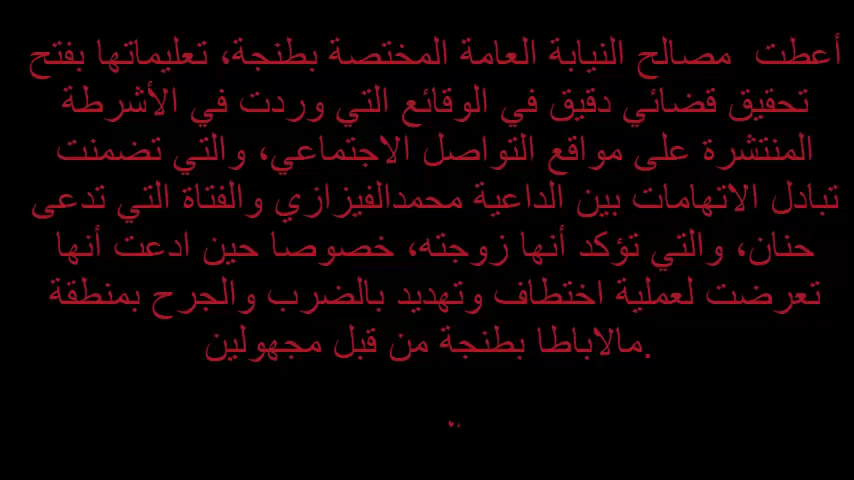 أعطت مصالح النيابة العامة المختصة بطنجة، تعليماتها بفتح
تحقيق قضائي دقيق في الوقائع التي وردت في الأشرطة
المنتشرة على مواقع التواصل الاجتماعي، والتي تضمنت
تبادل الاتهامات بين الداعية محمدالفيزازي والفتاة التي تدعى
حنان، والتي تؤكد أنها زوجته، خصوصا حين ادعت أنها
تعرضت لعملية اختطاف وتهديد بالضرب والجرح بمنطقة
.مالاباطا بطنجة من قبل مجهولين